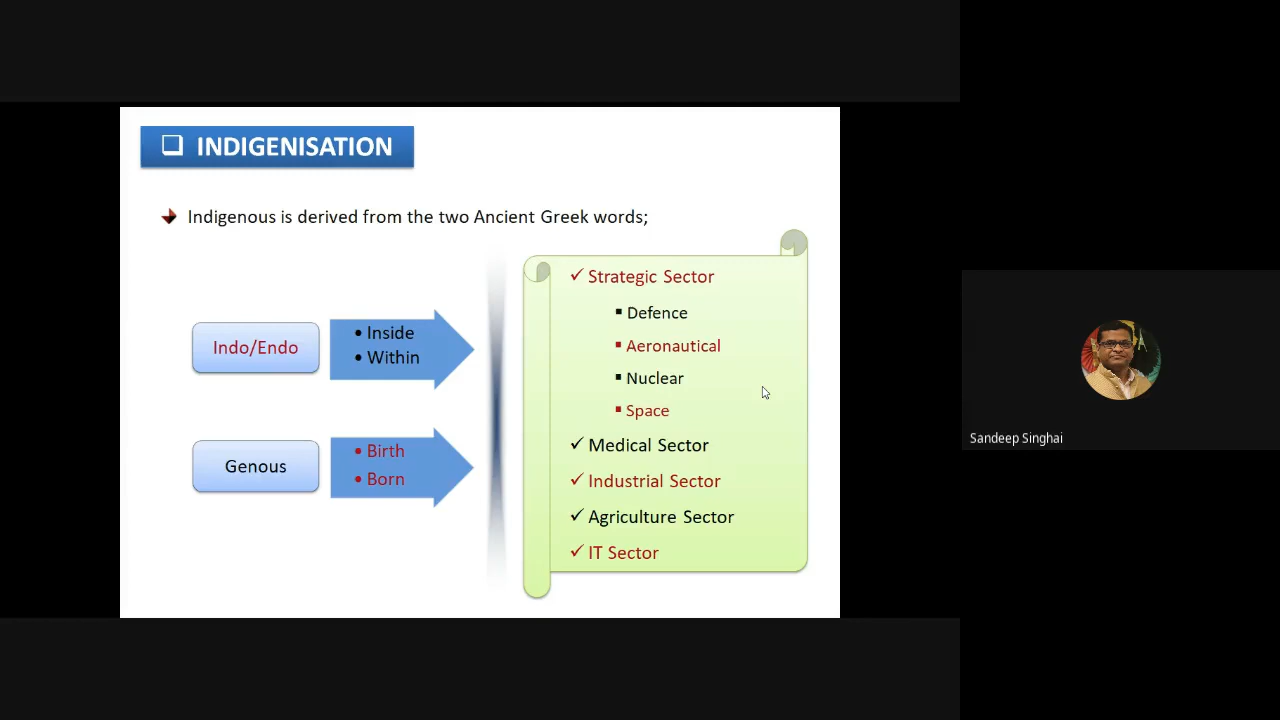 INDIGENISATION
Indigenous is derived from the two Ancient Greek words;
Indo/Endo
Inside
Within
Genous
Birth
Born
Strategic Sector
Defence
Aeronautical
Nuclear
Space
Medical Sector
Industrial Sector
Agriculture Sector
IT Sector
Sandeep Singhai